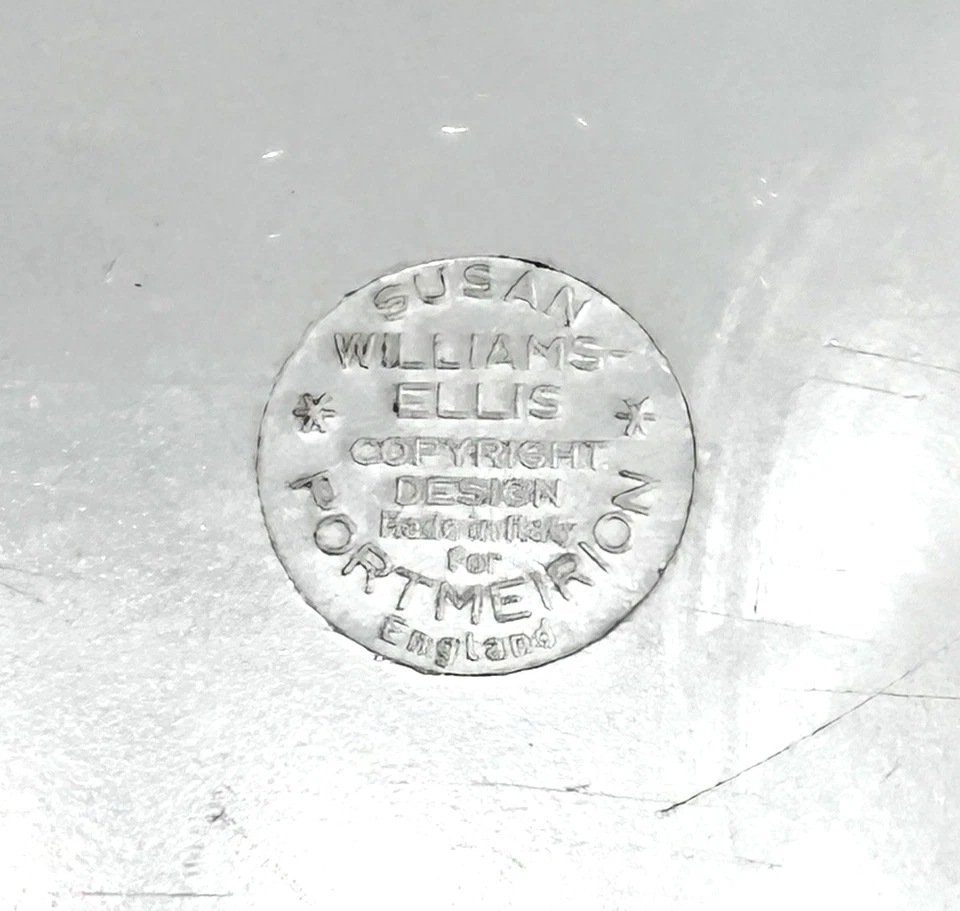 SUSAN
WILLIAMS-
ELLIS
COPYRIGHT
DESIGN
Made in Italy
For
PORTMEIRION
England